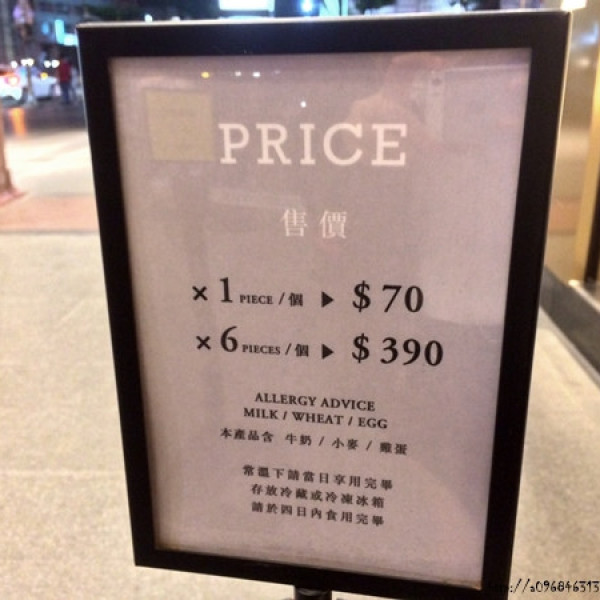 PRICE
售價
× 1 PIECE / 個 ▶ $ 70
× 6 PIECES / 個 ▶ $ 390
ALLERGY ADVICE
MILK / WHEAT / EGG
本產品含 牛奶 / 小麥 / 雞蛋
常溫下請當日享用完畢
存放冷藏或冷凍冰箱
請於四日內食用完畢